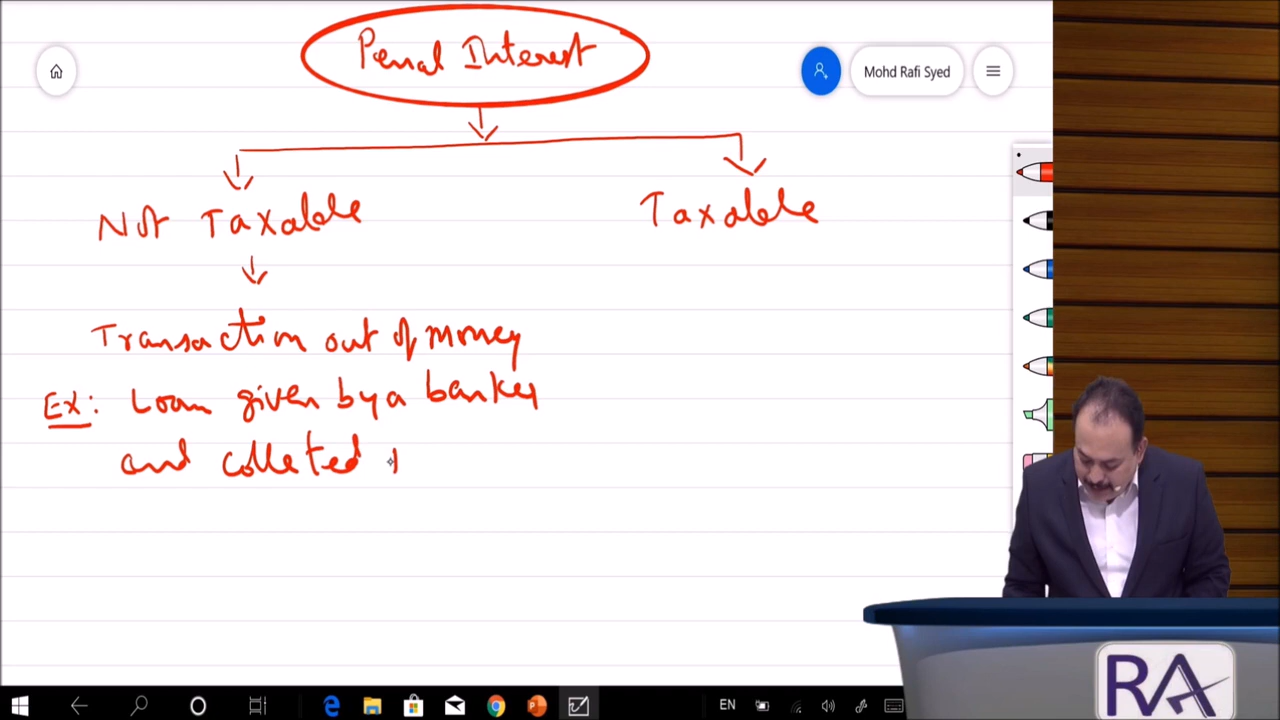 Penal Interest
Mohd Rafi Syed
Not Taxable
Taxable
Transaction out of money
Ex: Loan given by a banker
and colleted
EN
RA